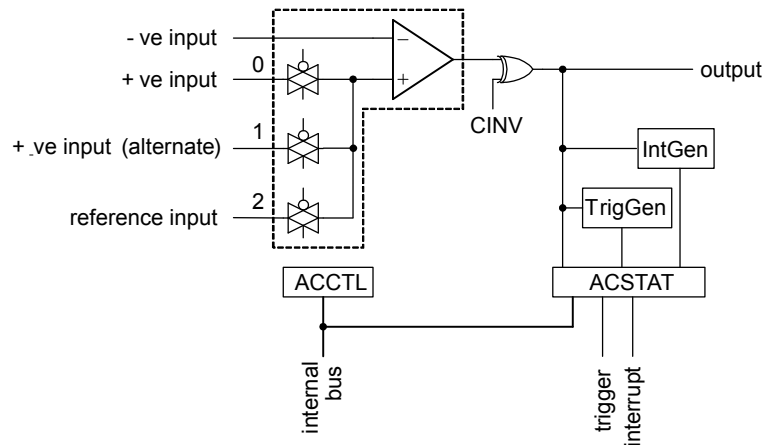 - ve input
−
0
+ ve input
+
output
CINV
1
+ ve input (alternate)
IntGen
2
reference input
TrigGen
ACCTL
ACSTAT
internal
bus
trigger
interrupt